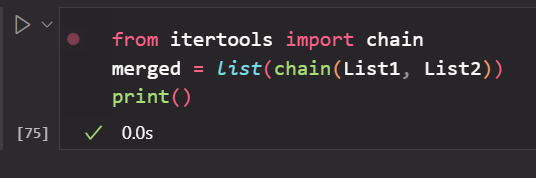 from itertools import chain
merged = list(chain(List1, List2))
print()
[75]
0.0s